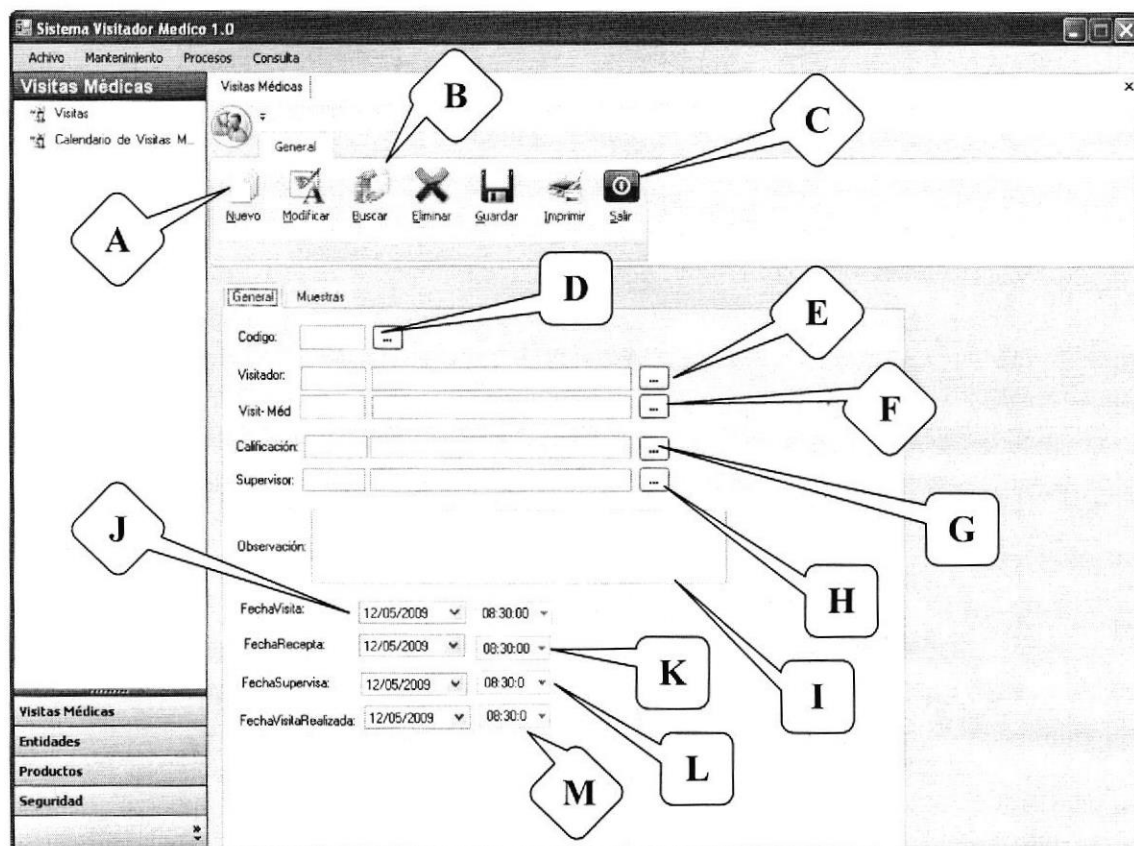 Sistema Visitador Medico 1.0
Achivo Mantenimiento Procesos Consulta
Visitas Médicas
Visitas Médicas
Visitas
Calendario de Visitas M...
General
Nuevo Modificar Buscar Eliminar Guardar Imprimir Salir
A
B
C
General Muestras
D
Codigo: ...
E
Visitador: ...
Visit- Méd ...
F
Calificación: ...
Supervisor: ...
G
J
Observación:
H
FechaVisita: 12/05/2009 08:30:00
FechaRecepta: 12/05/2009 08:30:00
K
I
FechaSupervisa: 12/05/2009 08:30:0
FechaVisitaRealizada: 12/05/2009 08:30:0
L
M
Visitas Médicas
Entidades
Productos
Seguridad